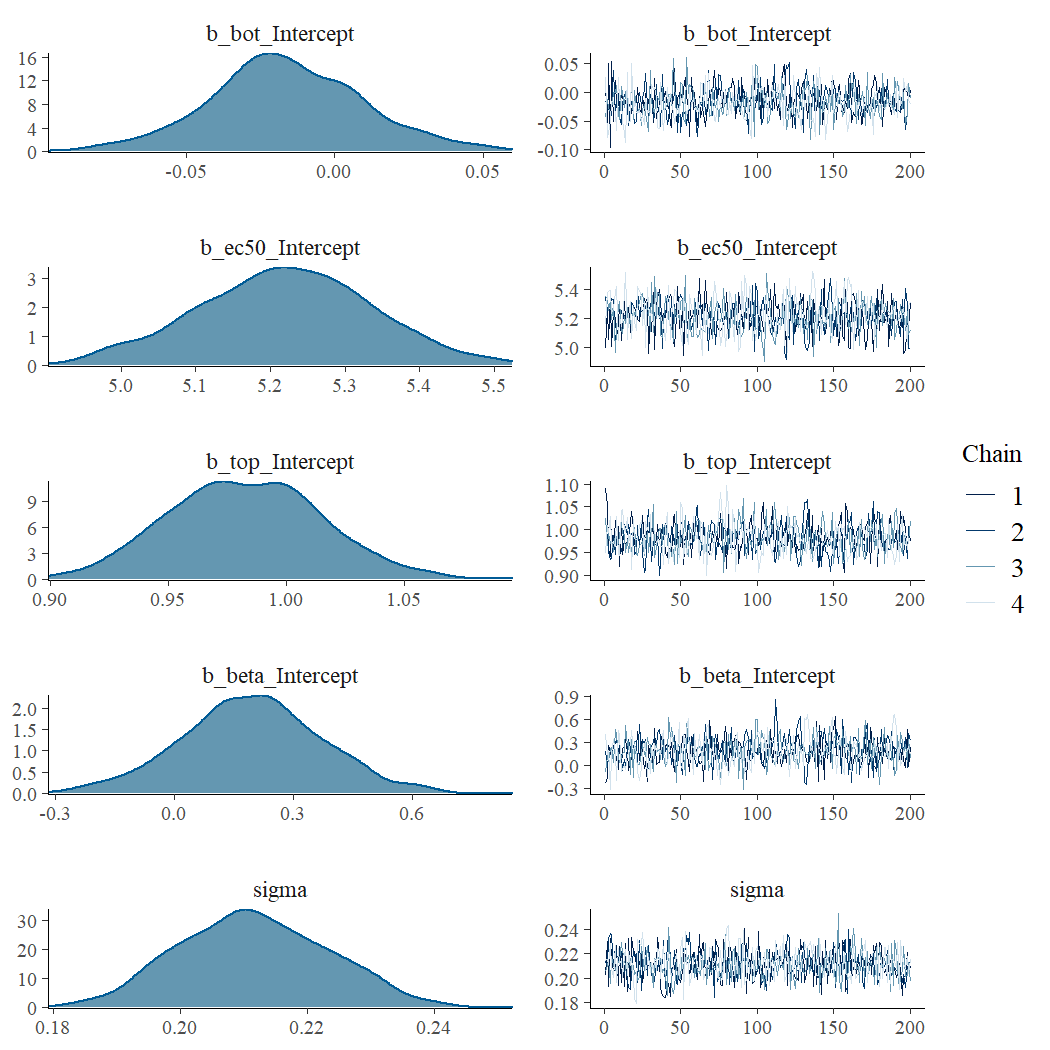 b_bot_Intercept
16
12
8
4
0
-0.05 0.00 0.05
b_bot_Intercept
0.05
0.00
-0.05
-0.10
0 50 100 150 200
b_ec50_Intercept
3
2
1
0
5.0 5.1 5.2 5.3 5.4 5.5
b_ec50_Intercept
5.4
5.2
5.0
0 50 100 150 200
b_top_Intercept
9
6
3
0
0.90 0.95 1.00 1.05
b_top_Intercept
1.10
1.05
1.00
0.95
0.90
0 50 100 150 200
b_beta_Intercept
2.0
1.5
1.0
0.5
0.0
-0.3 0.0 0.3 0.6
b_beta_Intercept
0.9
0.6
0.3
0.0
-0.3
0 50 100 150 200
sigma
30
20
10
0
0.18 0.20 0.22 0.24
sigma
0.24
0.22
0.20
0.18
0 50 100 150 200
Chain
1
2
3
4